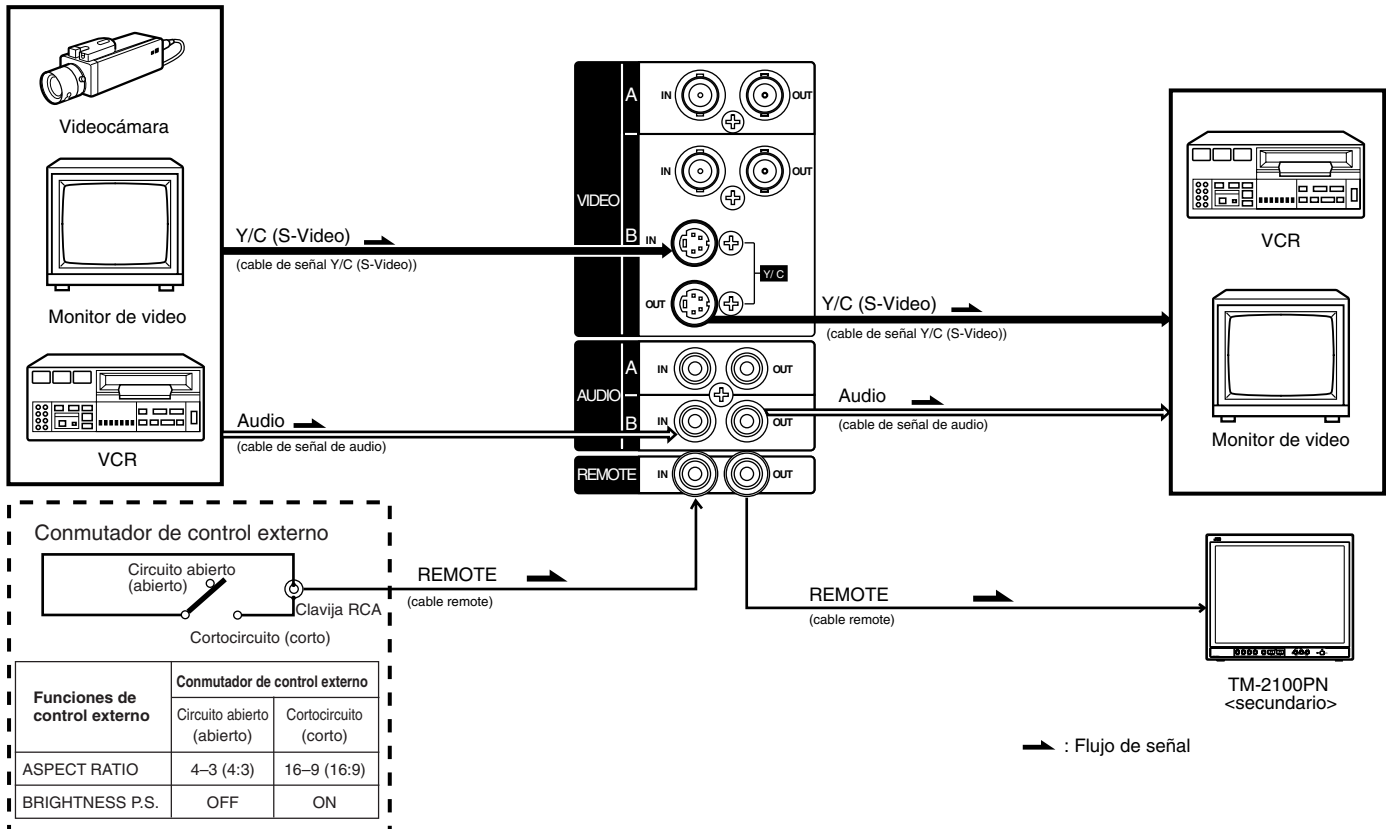 Videocámara
Monitor de video
VCR
Y/C (S-Video)
(cable de señal Y/C (S-Video))
Audio
(cable de señal de audio)
VIDEO
A
IN
OUT
IN
OUT
B
IN
Y/C
OUT
AUDIO
A
IN
OUT
B
IN
OUT
REMOTE
IN
OUT
Y/C (S-Video)
(cable de señal Y/C (S-Video))
Audio
(cable de señal de audio)
VCR
Monitor de video
Conmutador de control externo
Circuito abierto
(abierto)
Clavija RCA
Cortocircuito (corto)
REMOTE
(cable remote)
REMOTE
(cable remote)
TM-2100PN
<secundario>
: Flujo de señal
Funciones de
control externo
Conmutador de control externo
Circuito abierto
(abierto)
Cortocircuito
(corto)
ASPECT RATIO
4–3 (4:3)
16–9 (16:9)
BRIGHTNESS P.S.
OFF
ON